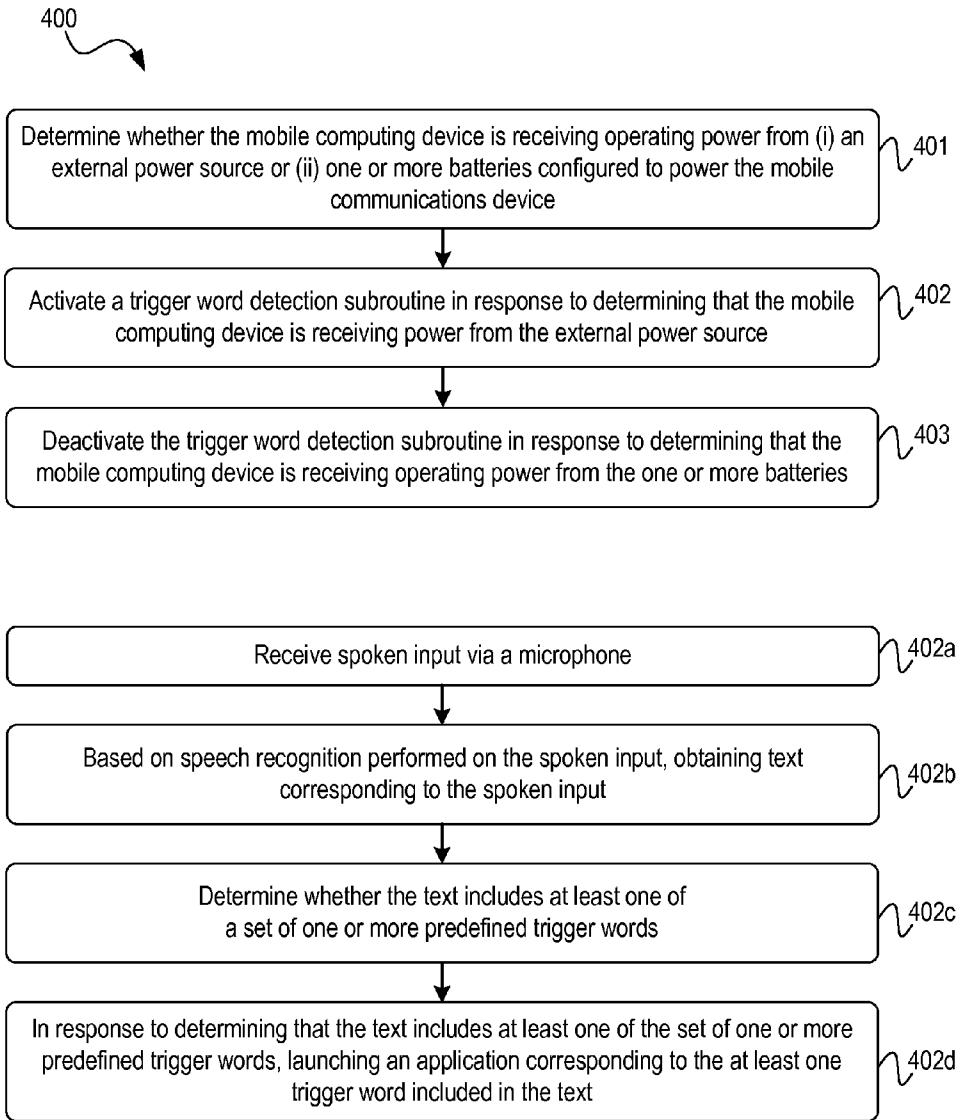 400
Determine whether the mobile computing device is receiving operating power from (i) an
external power source or (ii) one or more batteries configured to power the mobile
communications device
401
Activate a trigger word detection subroutine in response to determining that the mobile
computing device is receiving power from the external power source
402
Deactivate the trigger word detection subroutine in response to determining that the
mobile computing device is receiving operating power from the one or more batteries
403
Receive spoken input via a microphone
402a
Based on speech recognition performed on the spoken input, obtaining text
corresponding to the spoken input
402b
Determine whether the text includes at least one of
a set of one or more predefined trigger words
402c
In response to determining that the text includes at least one of the set of one or more
predefined trigger words, launching an application corresponding to the at least one
trigger word included in the text
402d